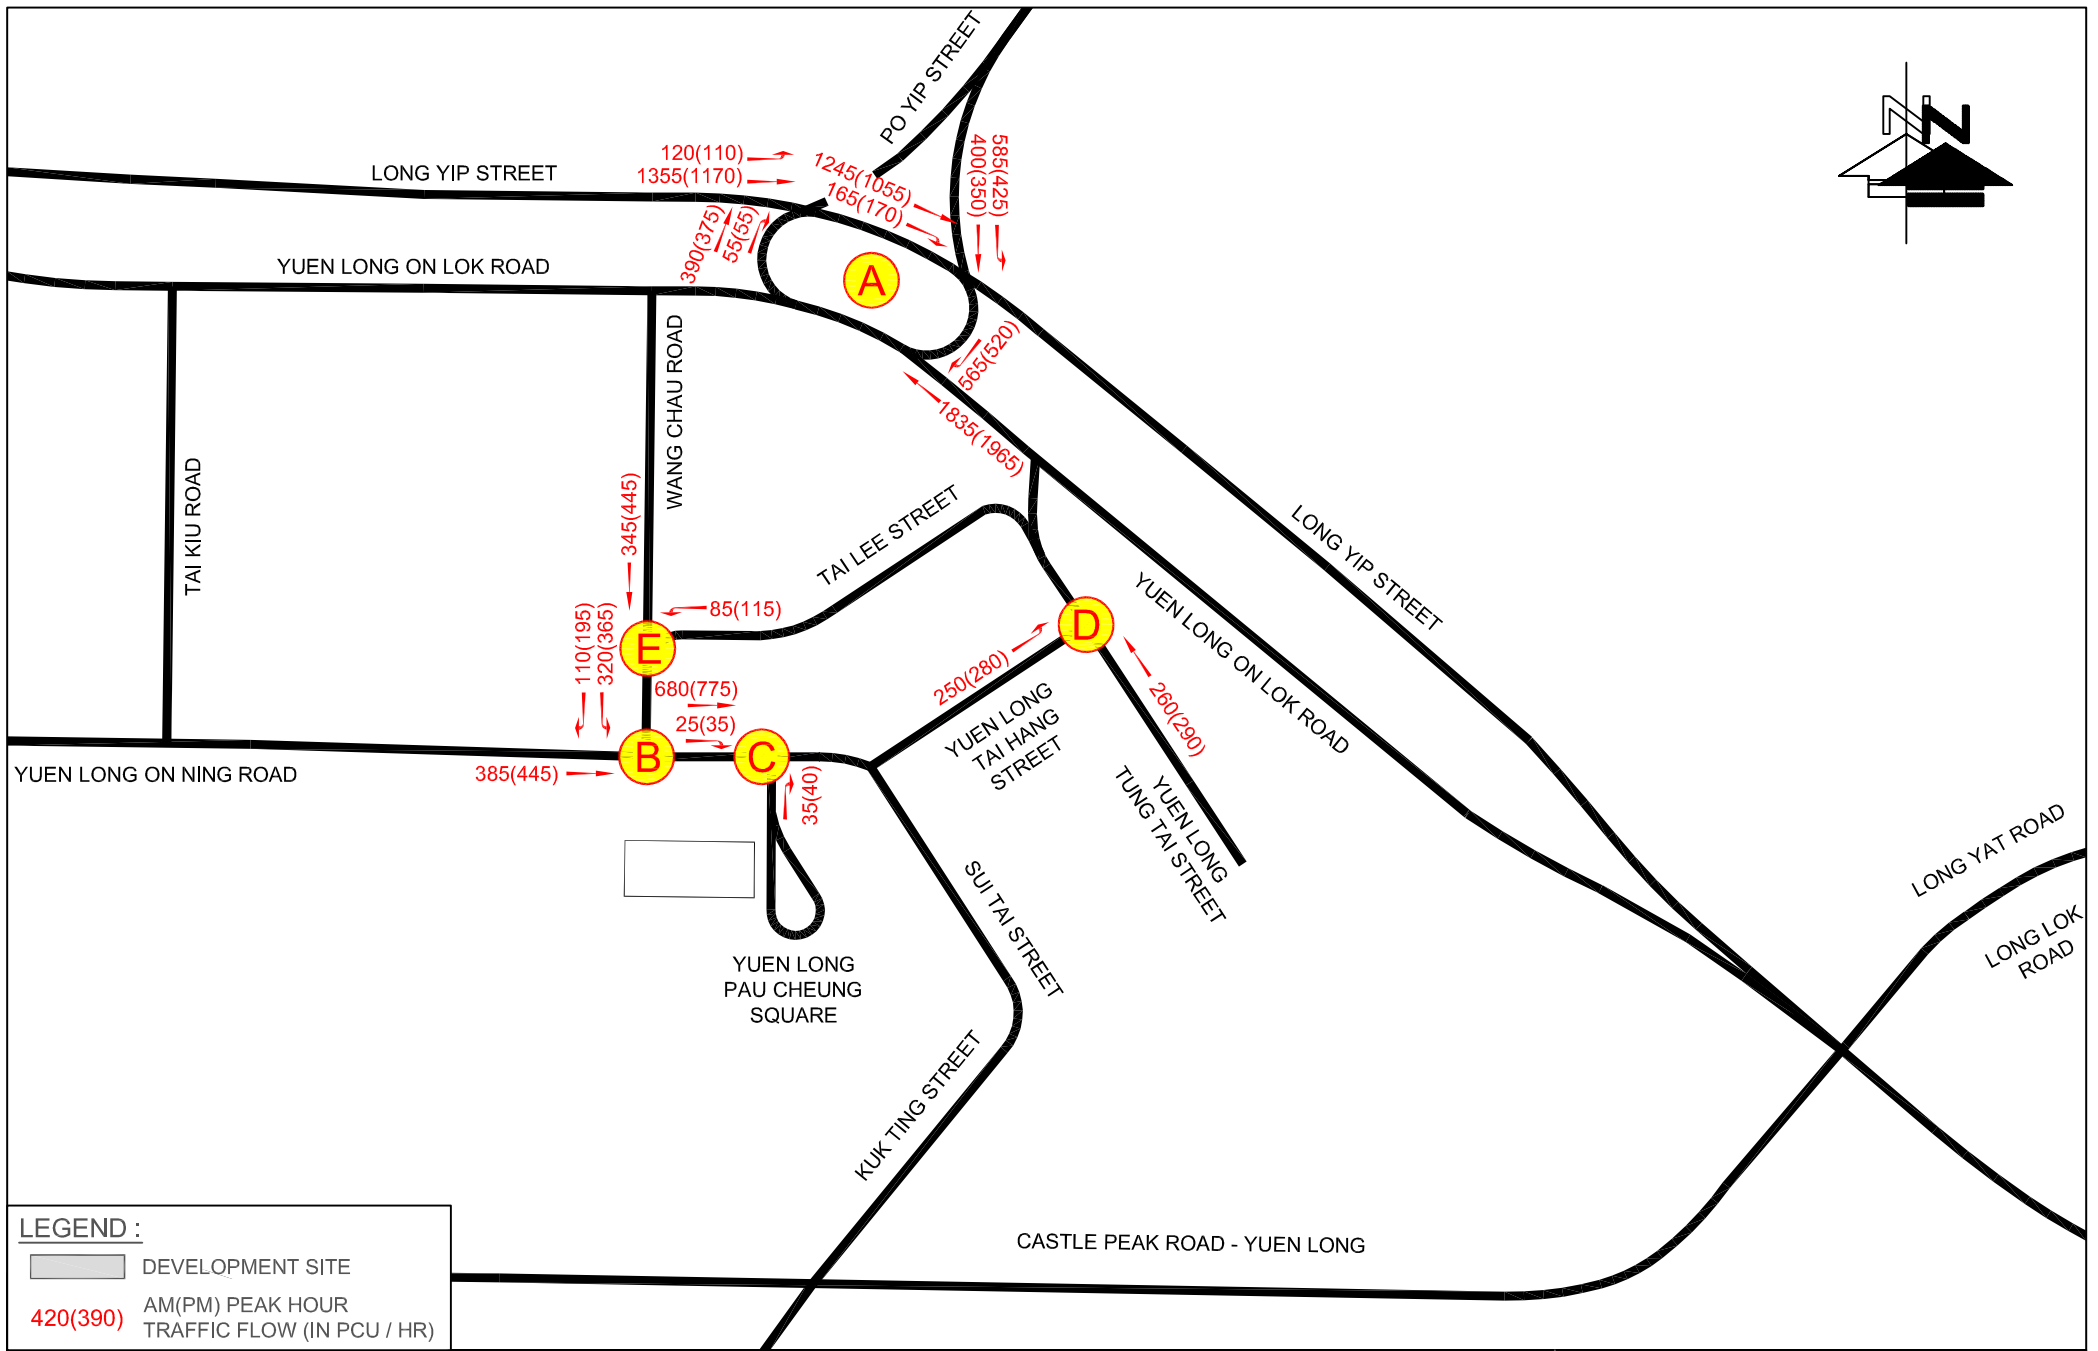 PO YIP STREET
LONG YIP STREET
120(110)
1355(1170)
1245(1055)
165(170)
585(425)
400(350)
N
N
390(375)
55(55)
A
YUEN LONG ON LOK ROAD
565(520)
1835(1965)
WANG CHAU ROAD
TAI KIU ROAD
345(445)
TAI LEE STREET
LONG YIP STREET
YUEN LONG ON LOK ROAD
85(115)
E
D
110(195)
320(365)
680(775)
25(35)
250(280)
260(290)
YUEN LONG
TAI HANG
STREET
B
C
YUEN LONG ON NING ROAD
385(445)
35(40)
YUEN LONG
TUNG TAI STREET
SUI TAI STREET
LONG YAT ROAD
LONG LOK
ROAD
YUEN LONG
PAU CHEUNG
SQUARE
KUK TING STREET
CASTLE PEAK ROAD - YUEN LONG
LEGEND :
DEVELOPMENT SITE
420(390)
AM(PM) PEAK HOUR
TRAFFIC FLOW (IN PCU / HR)